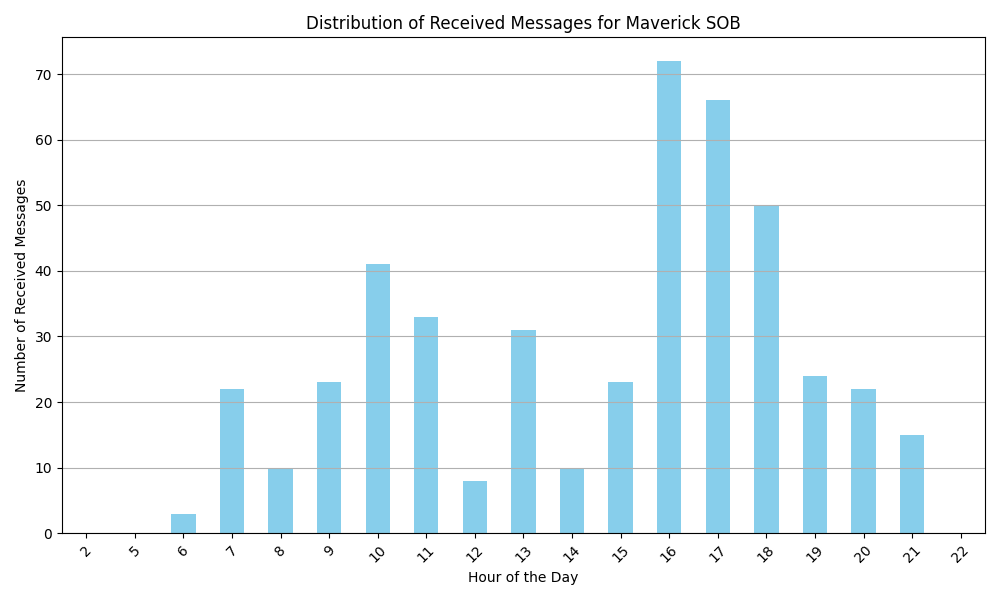 Distribution of Received Messages for Maverick SOB
Number of Received Messages
70
60
50
40
30
20
10
0
2 5 6 7 8 9 10 11 12 13 14 15 16 17 18 19 20 21 22
Hour of the Day